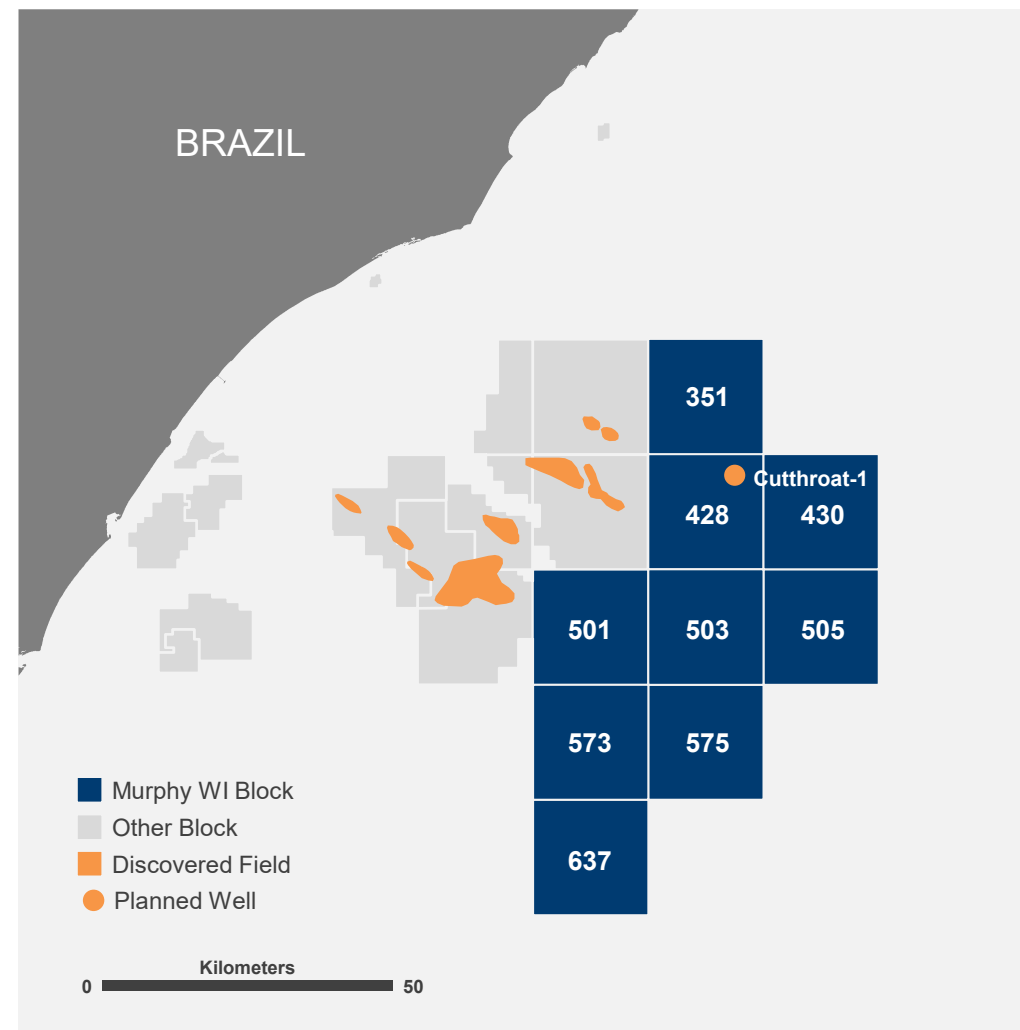 BRAZIL
351
Cutthroat-1
428
430
501
503
505
573
575
637
Murphy WI Block
Other Block
Discovered Field
Planned Well
Kilometers
0
50